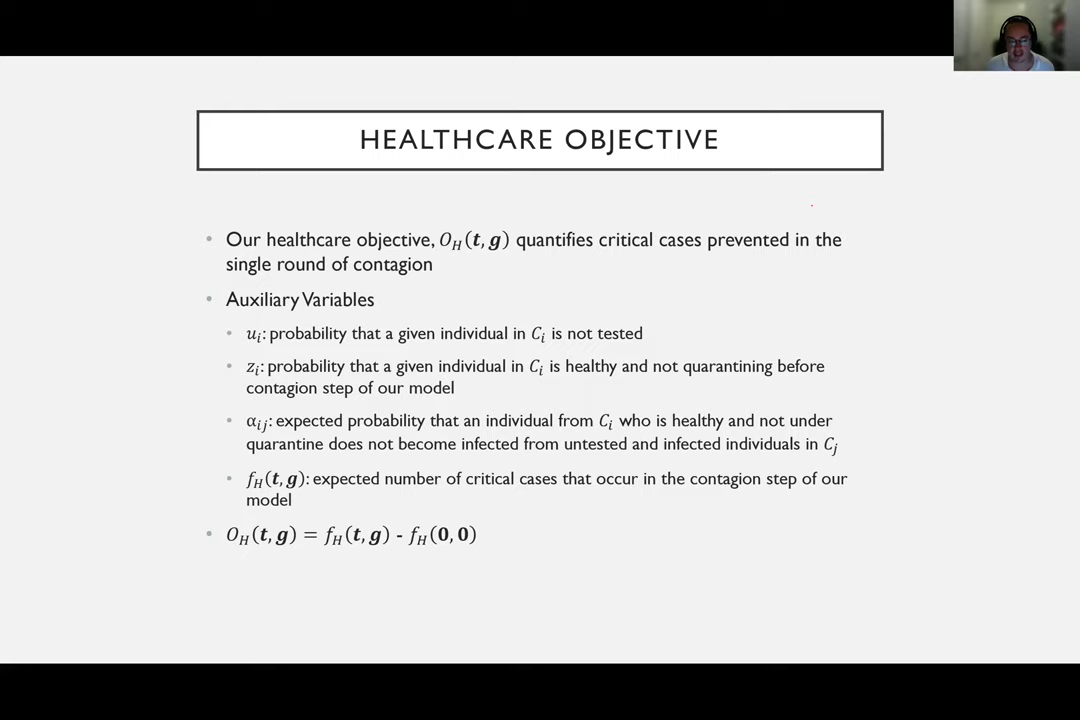 HEALTHCARE OBJECTIVE
• Our healthcare objective, O_H(t, g) quantifies critical cases prevented in the
single round of contagion
• Auxiliary Variables
• u_i: probability that a given individual in C_i is not tested
• z_i: probability that a given individual in C_i is healthy and not quarantining before
contagion step of our model
• α_ij: expected probability that an individual from C_i who is healthy and not under
quarantine does not become infected from untested and infected individuals in C_j
• f_H(t, g): expected number of critical cases that occur in the contagion step of our
model
• O_H(t, g) = f_H(t, g) - f_H(0, 0)